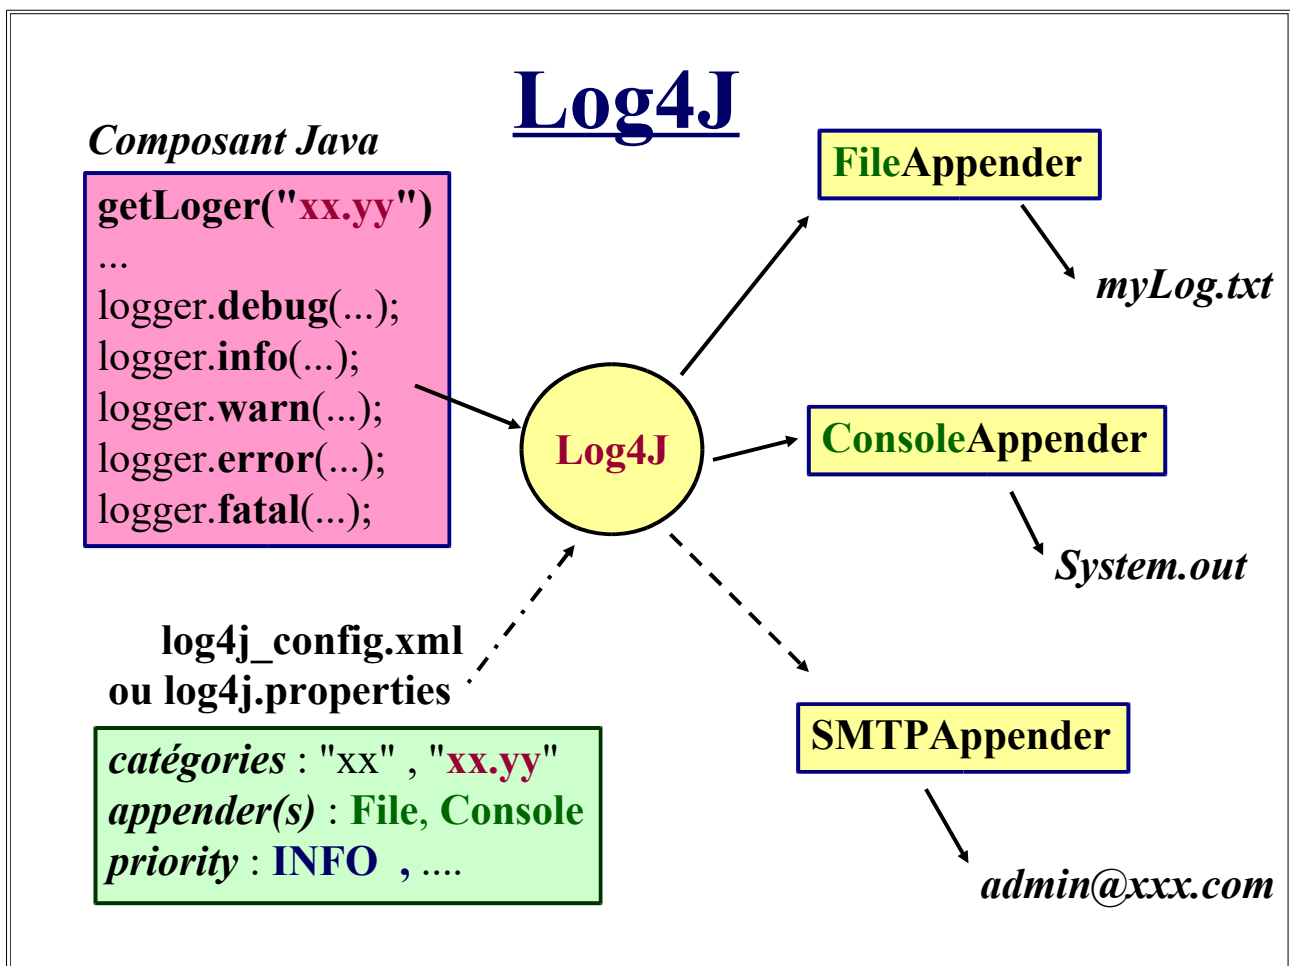 Log4J
Composant Java
getLoger("xx.yy")
...
logger.debug(...);
logger.info(...);
logger.warn(...);
logger.error(...);
logger.fatal(...);
Log4J
FileAppender
myLog.txt
ConsoleAppender
System.out
SMTPAppender
admin@xxx.com
log4j_config.xml
ou log4j.properties
catégories : "xx" , "xx.yy"
appender(s) : File, Console
priority : INFO , ....